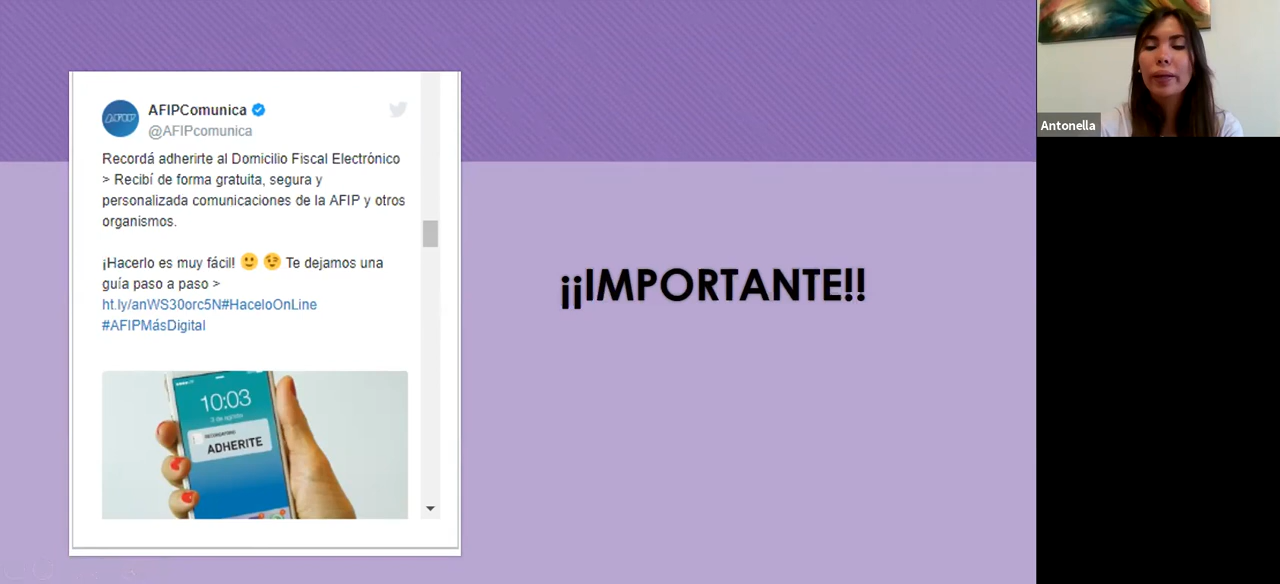 AFIPComunica
@AFIPcomunica
Recordá adherirte al Domicilio Fiscal Electrónico
> Recibí de forma gratuita, segura y
personalizada comunicaciones de la AFIP y otros
organismos.
¡Hacerlo es muy fácil! 🙂 😉 Te dejamos una
guía paso a paso >
ht.ly/anWS30orc5N#HaceloOnLine
#AFIPMásDigital
10:03
ADHERITE
¡¡IMPORTANTE!!
Antonella